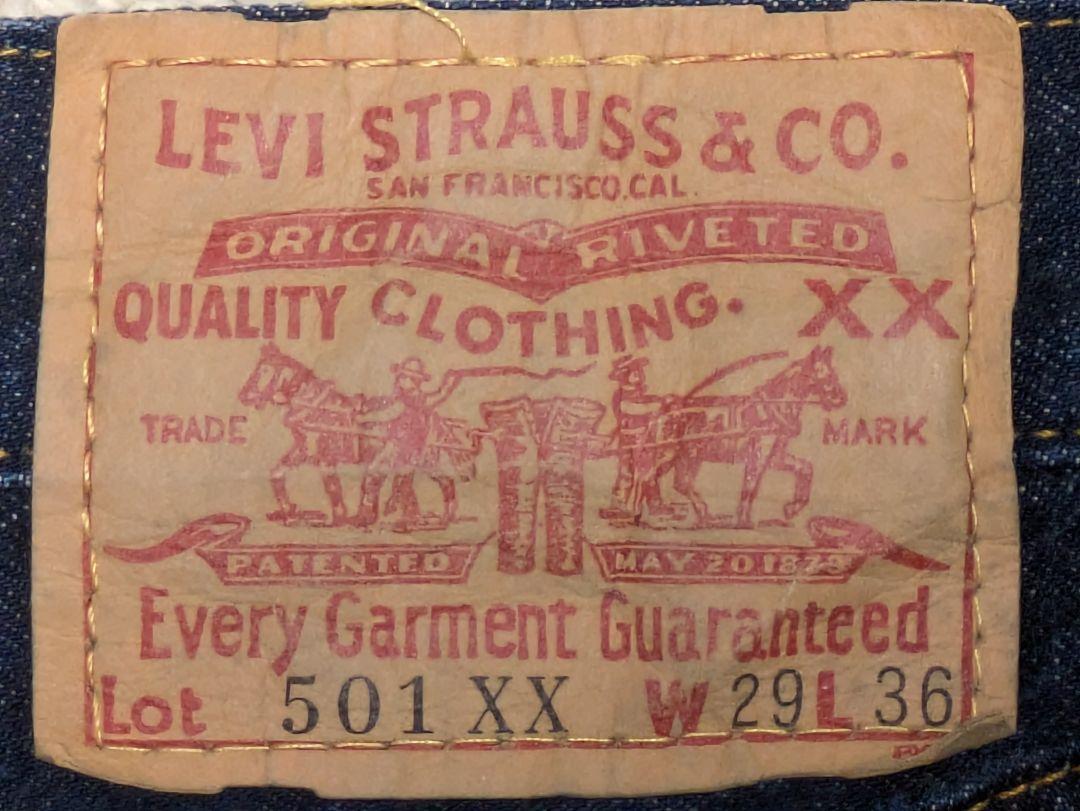 LEVI STRAUSS & CO.
SAN FRANCISCO.CAL.
ORIGINAL RIVETED
QUALITY CLOTHING. XX
TRADE MARK
PATENTED MAY 20 1873
Every Garment Guaranteed
Lot 501 XX W 29 L 36